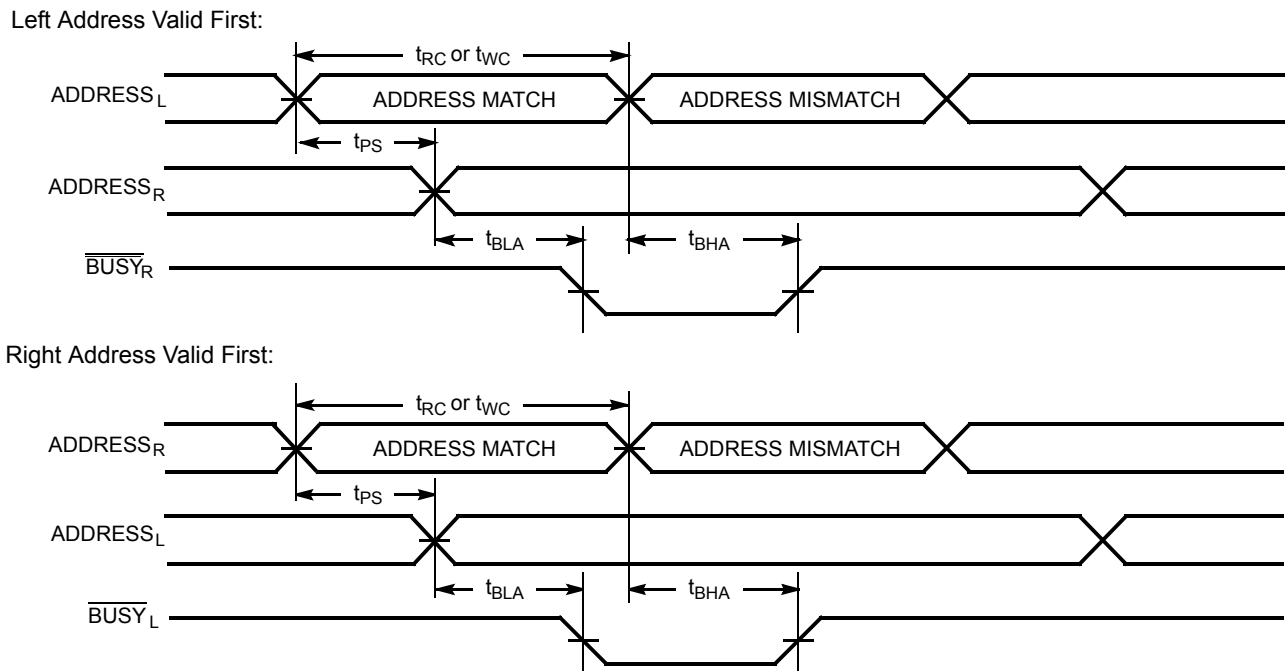 Left Address Valid First:
tRC or tWC
ADDRESSL
ADDRESS MATCH
ADDRESS MISMATCH
tPS
ADDRESSR
tBLA
tBHA
BUSYR
Right Address Valid First:
tRC or tWC
ADDRESSR
ADDRESS MATCH
ADDRESS MISMATCH
tPS
ADDRESSL
tBLA
tBHA
BUSYL